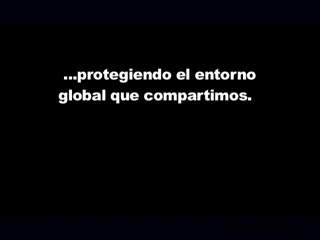 ...protegiendo el entorno
global que compartimos.